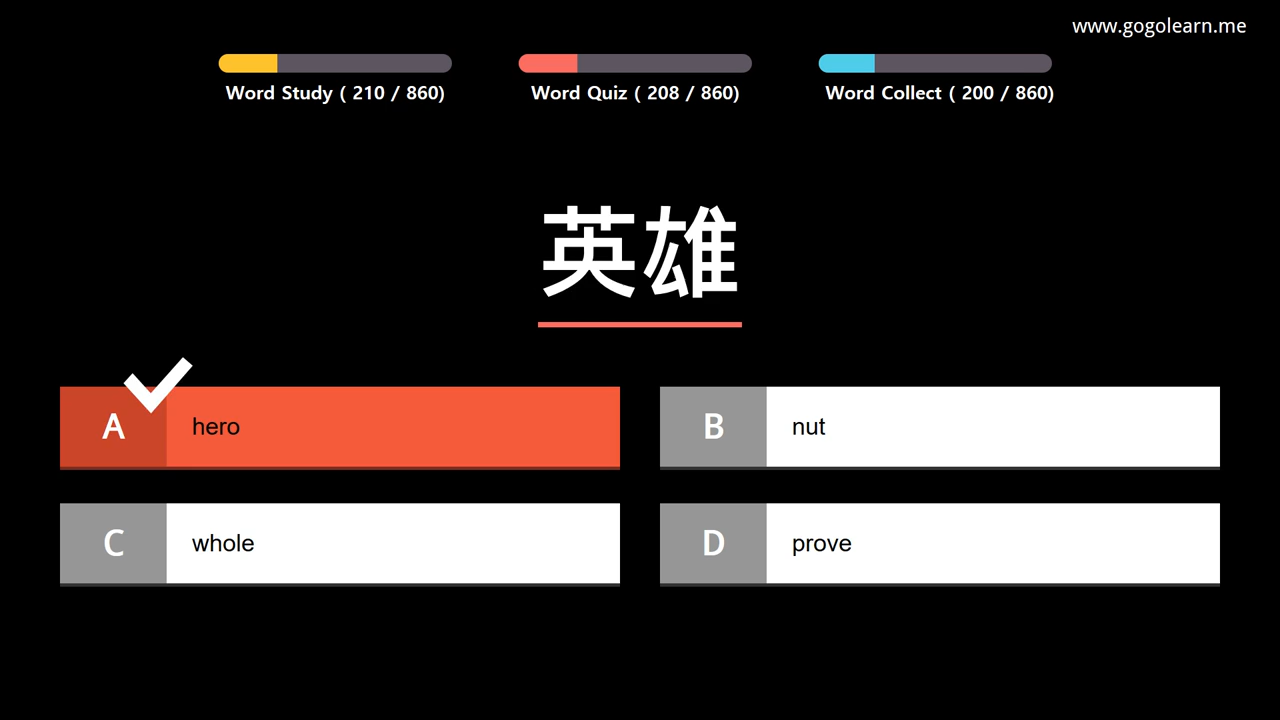 www.gogolearn.me
Word Study ( 210 / 860)
Word Quiz ( 208 / 860)
Word Collect ( 200 / 860)
英雄
A hero
B nut
C whole
D prove